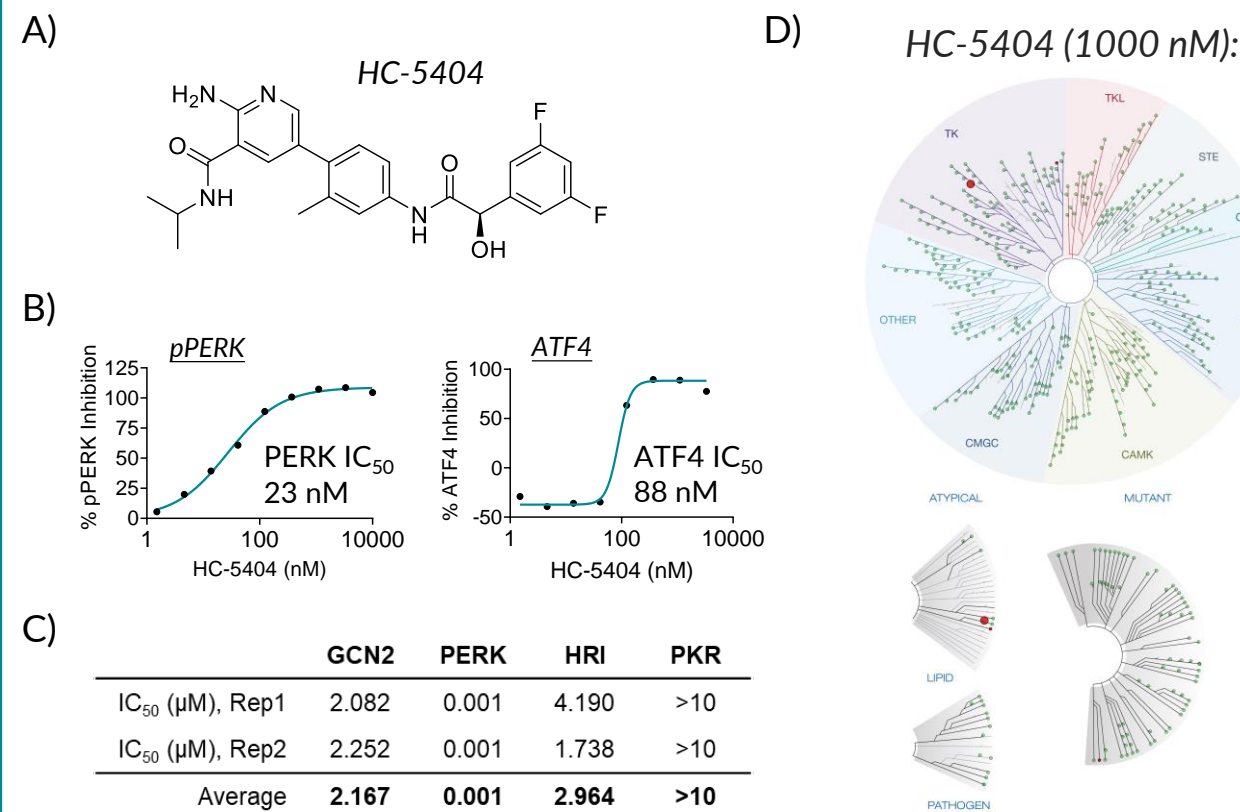 A)
HC-5404
H₂N
N
O
NH
O
N
H
OH
F
F
B)
pPERK
% pPERK Inhibition
125
100
75
50
25
0
PERK IC₅₀
23 nM
1
100
10000
HC-5404 (nM)
ATF4
% ATF4 Inhibition
100
50
0
-50
ATF4 IC₅₀
88 nM
1
100
10000
HC-5404 (nM)
C)
GCN2 PERK HRI PKR
IC₅₀ (µM), Rep1 2.082 0.001 4.190 >10
IC₅₀ (µM), Rep2 2.252 0.001 1.738 >10
Average 2.167 0.001 2.964 >10
D)
HC-5404 (1000 nM):
TK
TKL
STE
OTHER
CMGC
CAMK
ATYPICAL
MUTANT
LIPID
PATHOGEN